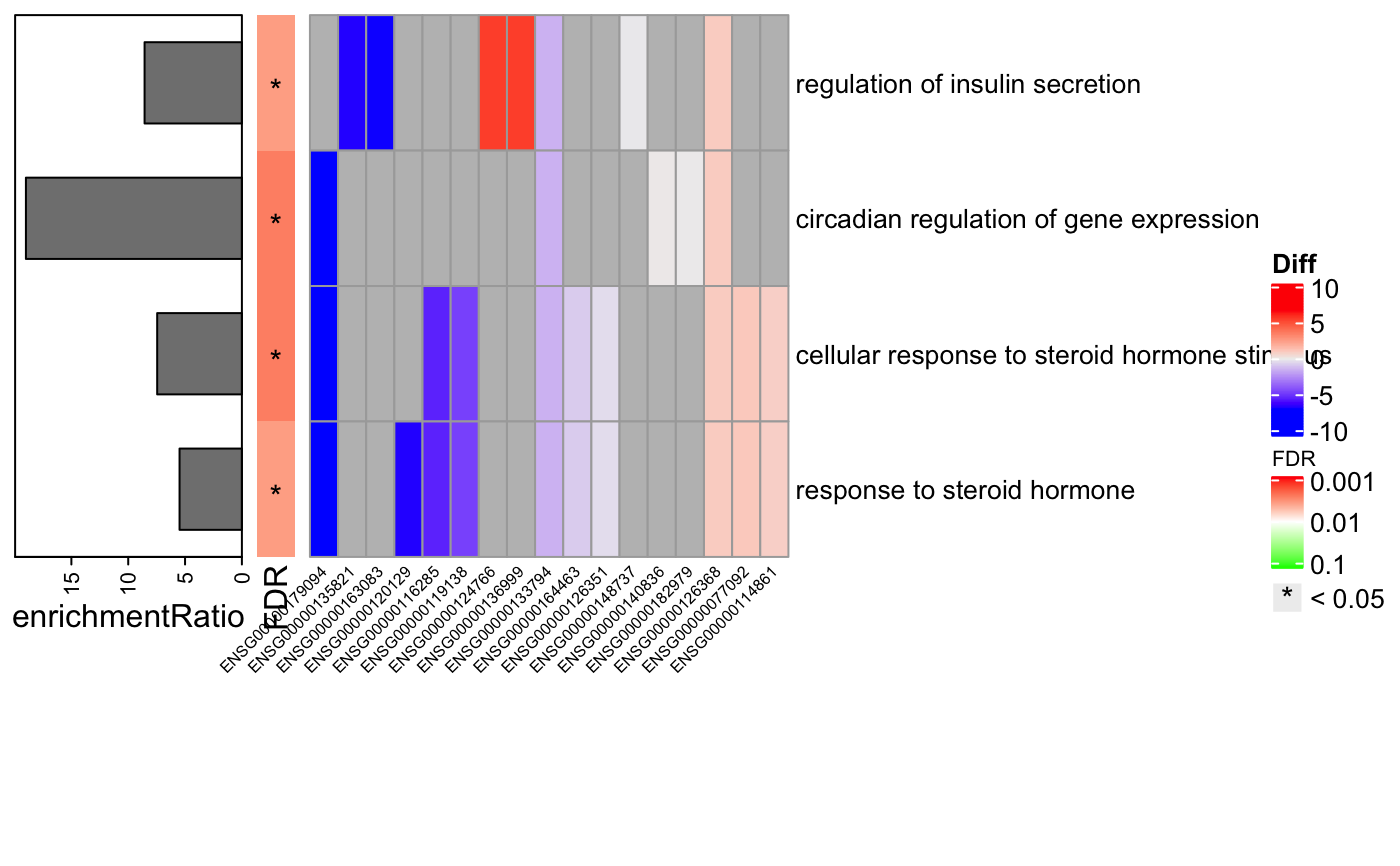 *
regulation of insulin secretion
*
circadian regulation of gene expression
*
cellular response to steroid hormone
*
response to steroid hormone
15
10
5
0
enrichmentRatio
FDR
ENSG00000179094
ENSG00000135821
ENSG00000163083
ENSG00000120129
ENSG00000116285
ENSG00000119138
ENSG00000124766
ENSG00000136999
ENSG00000133794
ENSG00000164463
ENSG00000126351
ENSG00000148737
ENSG00000140836
ENSG00000182979
ENSG00000126368
ENSG00000077092
ENSG00000114861
Diff
10
5
0
-5
-10
FDR
0.001
0.01
0.1
* < 0.05